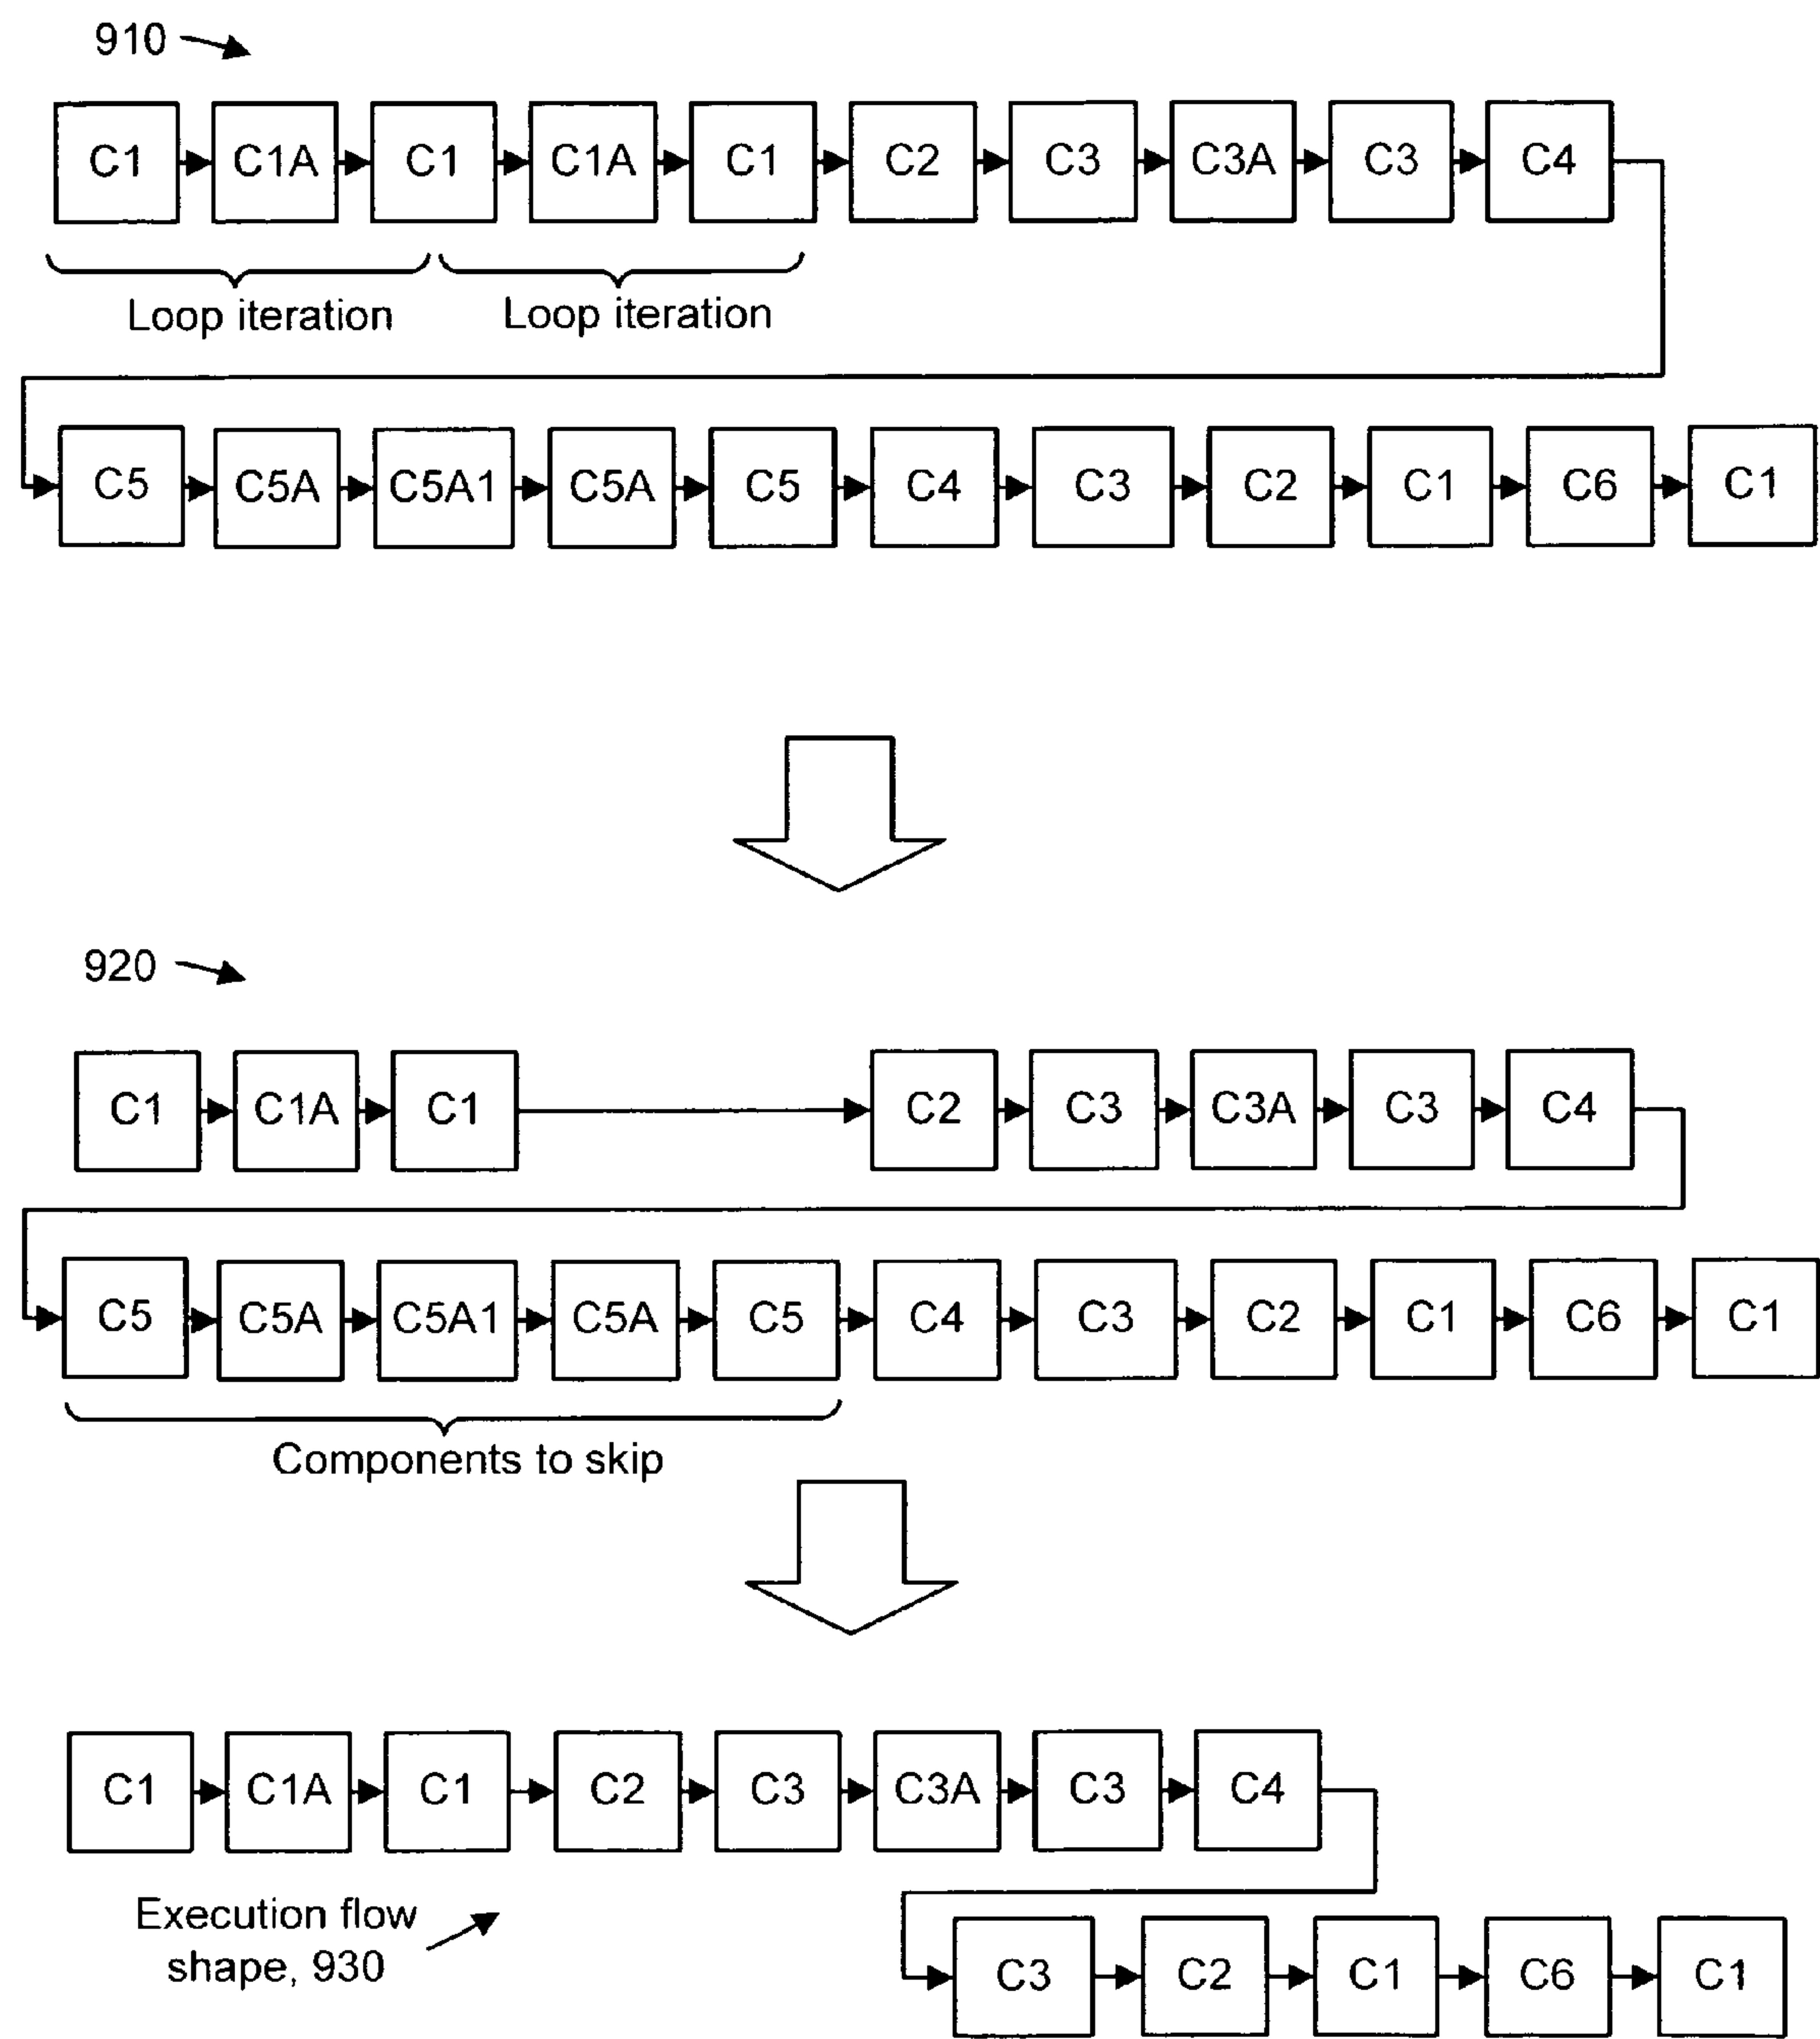 910
C1 C1A C1 C1A C1 C2 C3 C3A C3 C4
Loop iteration Loop iteration
C5 C5A C5A1 C5A C5 C4 C3 C2 C1 C6 C1
920
C1 C1A C1 C2 C3 C3A C3 C4
C5 C5A C5A1 C5A C5 C4 C3 C2 C1 C6 C1
Components to skip
C1 C1A C1 C2 C3 C3A C3 C4
Execution flow
shape, 930
C3 C2 C1 C6 C1